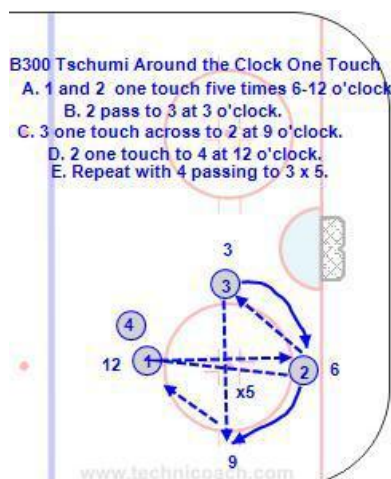 B300 Tschumi Around the Clock One Touch
A. 1 and 2 one touch five times 6-12 o'clock
B. 2 pass to 3 at 3 o'clock.
C. 3 one touch across to 2 at 9 o'clock.
D. 2 one touch to 4 at 12 o'clock.
E. Repeat with 4 passing to 3 x 5.
3
3
4
12
1
2
6
x5
9
www.technicoach.com